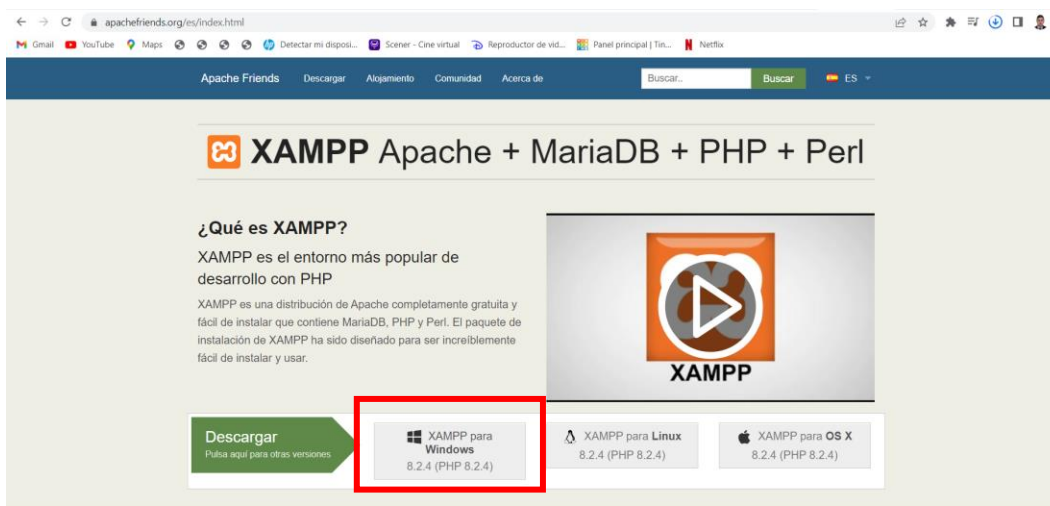 apachefriends.org/es/index.html
Gmail YouTube Maps Detectar mi disposi... Scener - Cine virtual Reproductor de vid... Panel principal | Tin... Netflix
Apache Friends Descargar Alojamiento Comunidad Acerca de Buscar.. Buscar ES
XAMPP Apache + MariaDB + PHP + Perl
¿Qué es XAMPP?
XAMPP es el entorno más popular de
desarrollo con PHP
XAMPP es una distribución de Apache completamente gratuita y
fácil de instalar que contiene MariaDB, PHP y Perl. El paquete de
instalación de XAMPP ha sido diseñado para ser increíblemente
fácil de instalar y usar.
XAMPP
Descargar
Pulsa aquí para otras versiones
XAMPP para
Windows
8.2.4 (PHP 8.2.4)
XAMPP para Linux
8.2.4 (PHP 8.2.4)
XAMPP para OS X
8.2.4 (PHP 8.2.4)